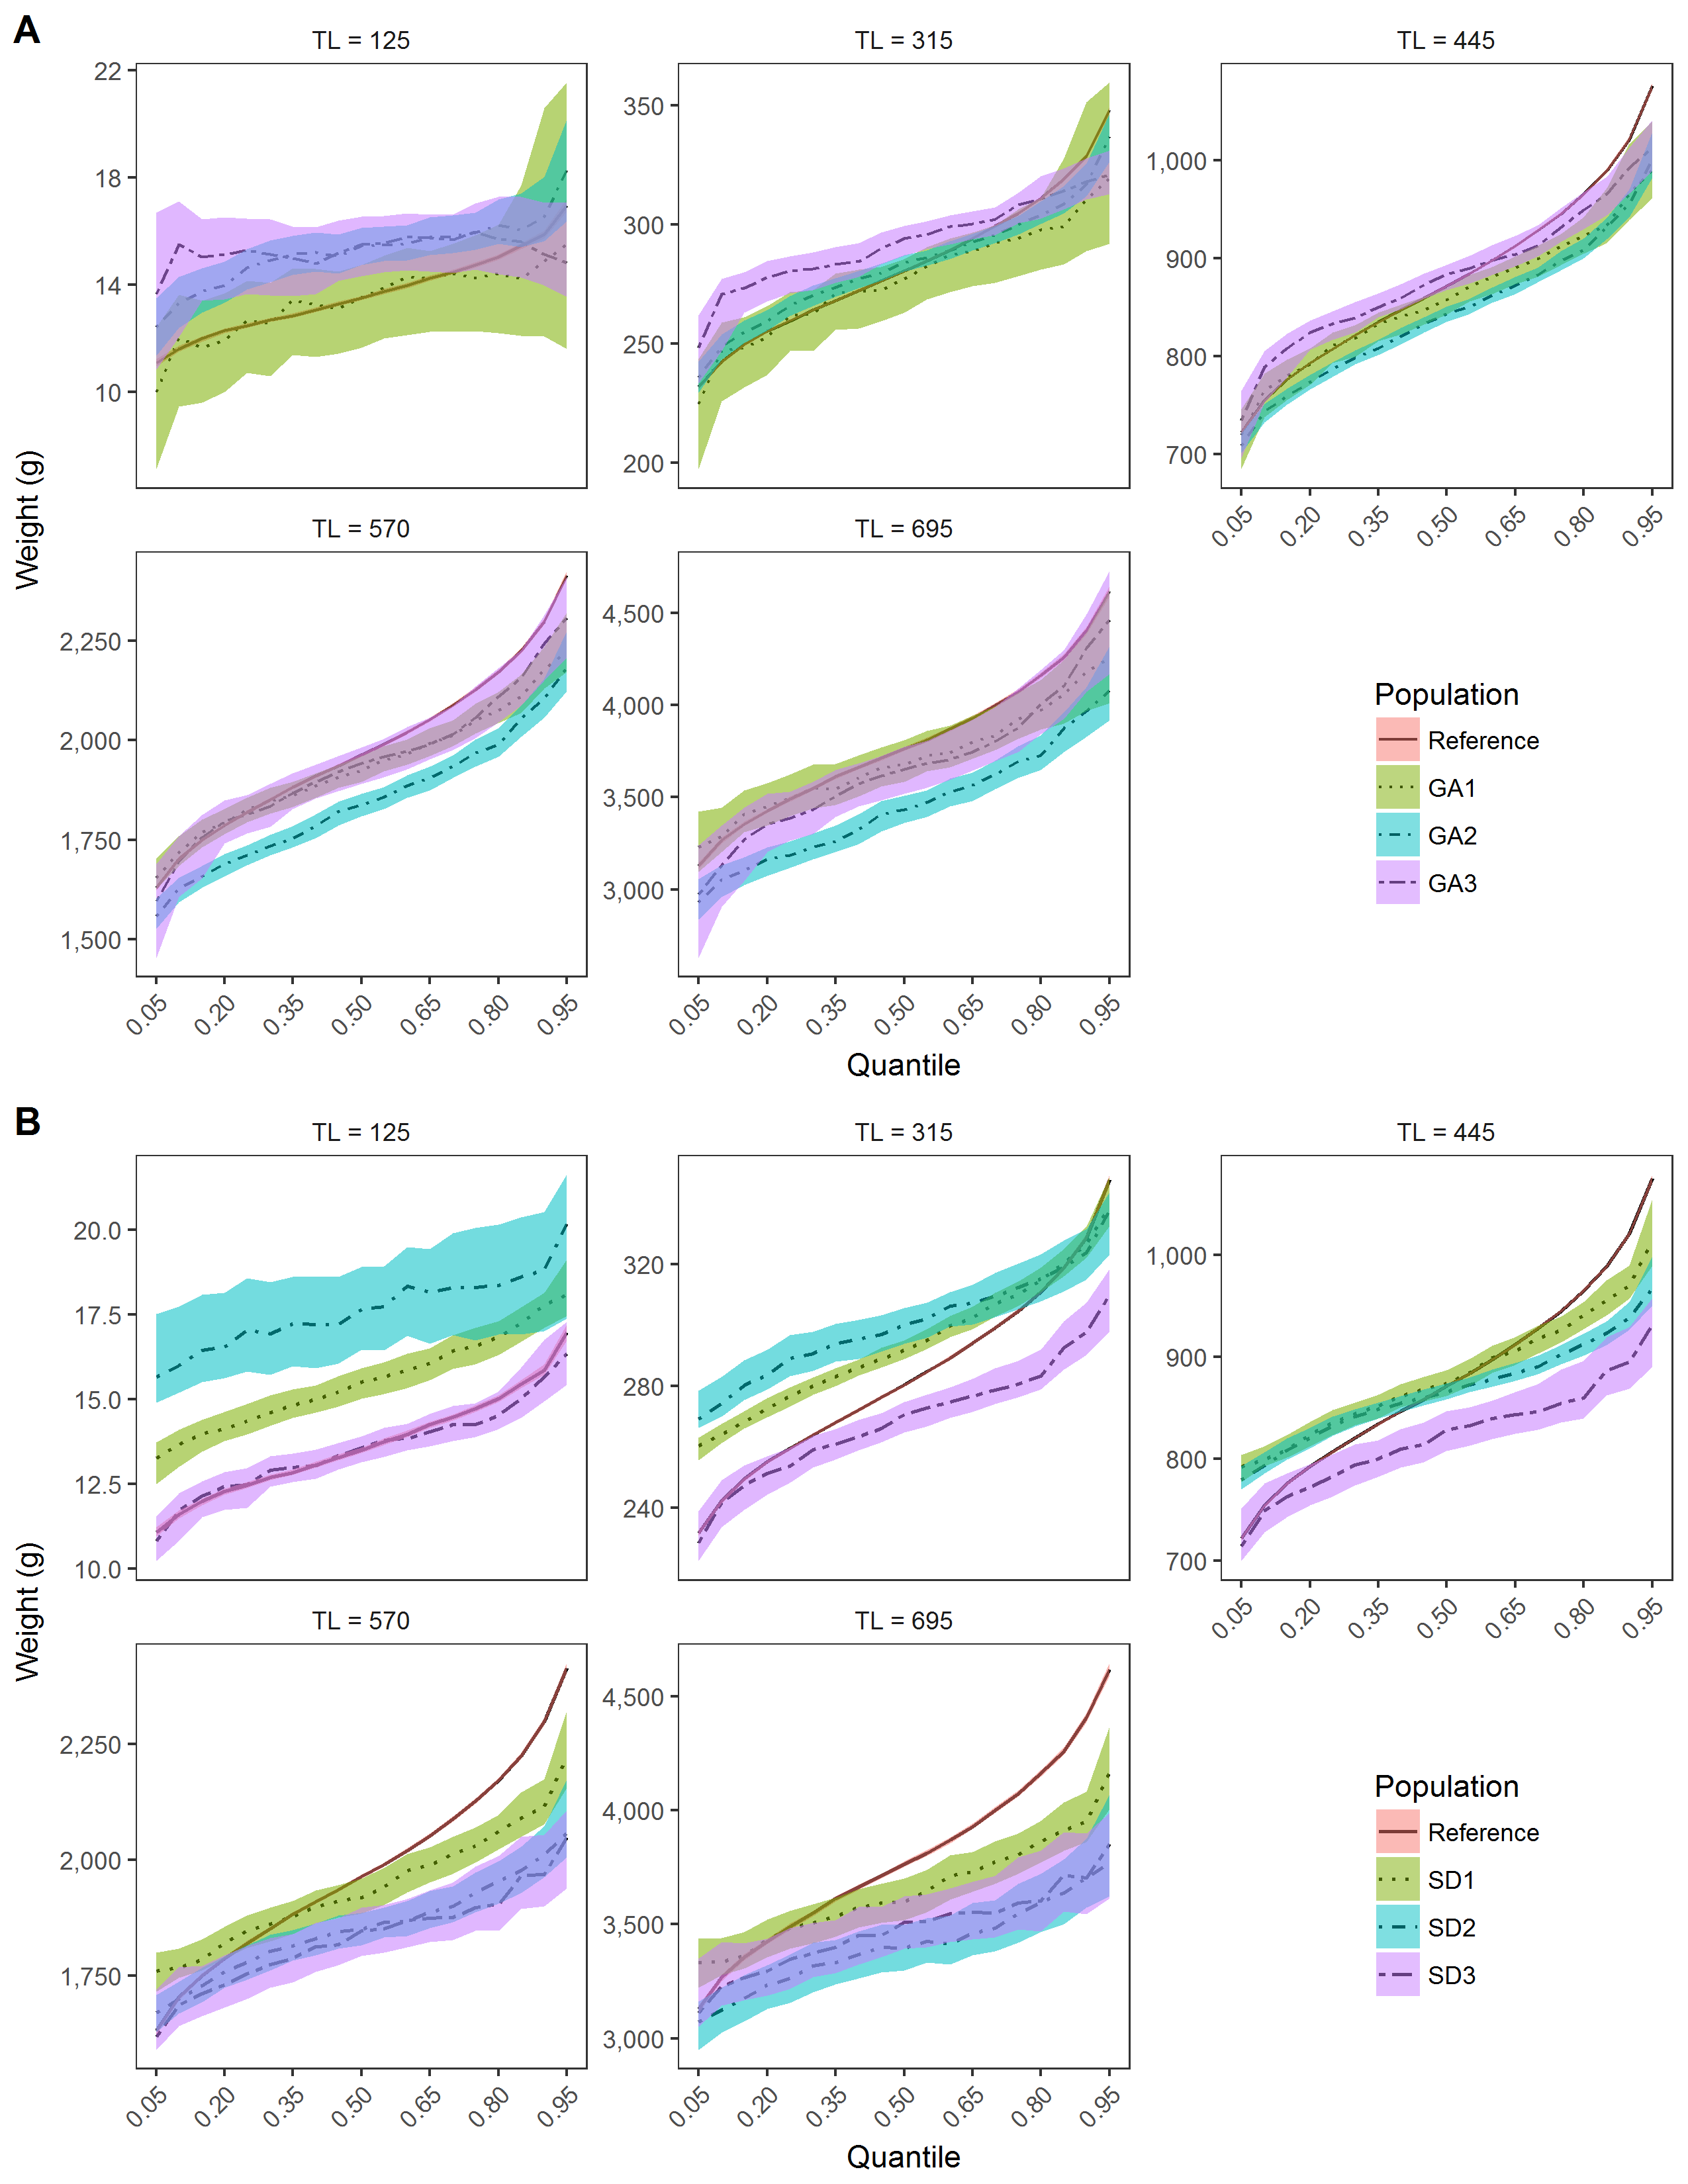 A
TL = 125
TL = 315
TL = 445
22
18
14
10
350
300
250
200
1,000
900
800
700
0.05 0.20 0.35 0.50 0.65 0.80 0.95
Weight (g)
TL = 570
TL = 695
2,250
2,000
1,750
1,500
4,500
4,000
3,500
3,000
0.05 0.20 0.35 0.50 0.65 0.80 0.95
0.05 0.20 0.35 0.50 0.65 0.80 0.95
Quantile
Population
Reference
GA1
GA2
GA3
B
TL = 125
TL = 315
TL = 445
20.0
17.5
15.0
12.5
10.0
320
280
240
1,000
900
800
700
0.05 0.20 0.35 0.50 0.65 0.80 0.95
Weight (g)
TL = 570
TL = 695
2,250
2,000
1,750
4,500
4,000
3,500
3,000
0.05 0.20 0.35 0.50 0.65 0.80 0.95
0.05 0.20 0.35 0.50 0.65 0.80 0.95
Quantile
Population
Reference
SD1
SD2
SD3